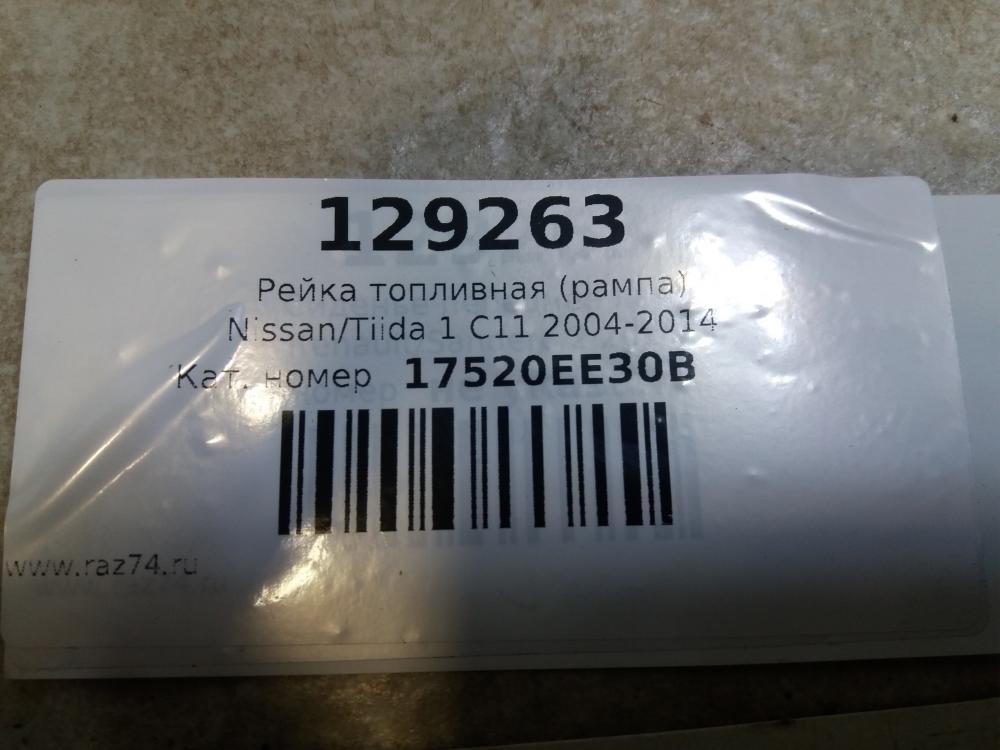 129263
Рейка топливная (рампа)
Nissan/Tiida 1 C11 2004-2014
Кат. номер 17520EE30B
www.raz74.ru